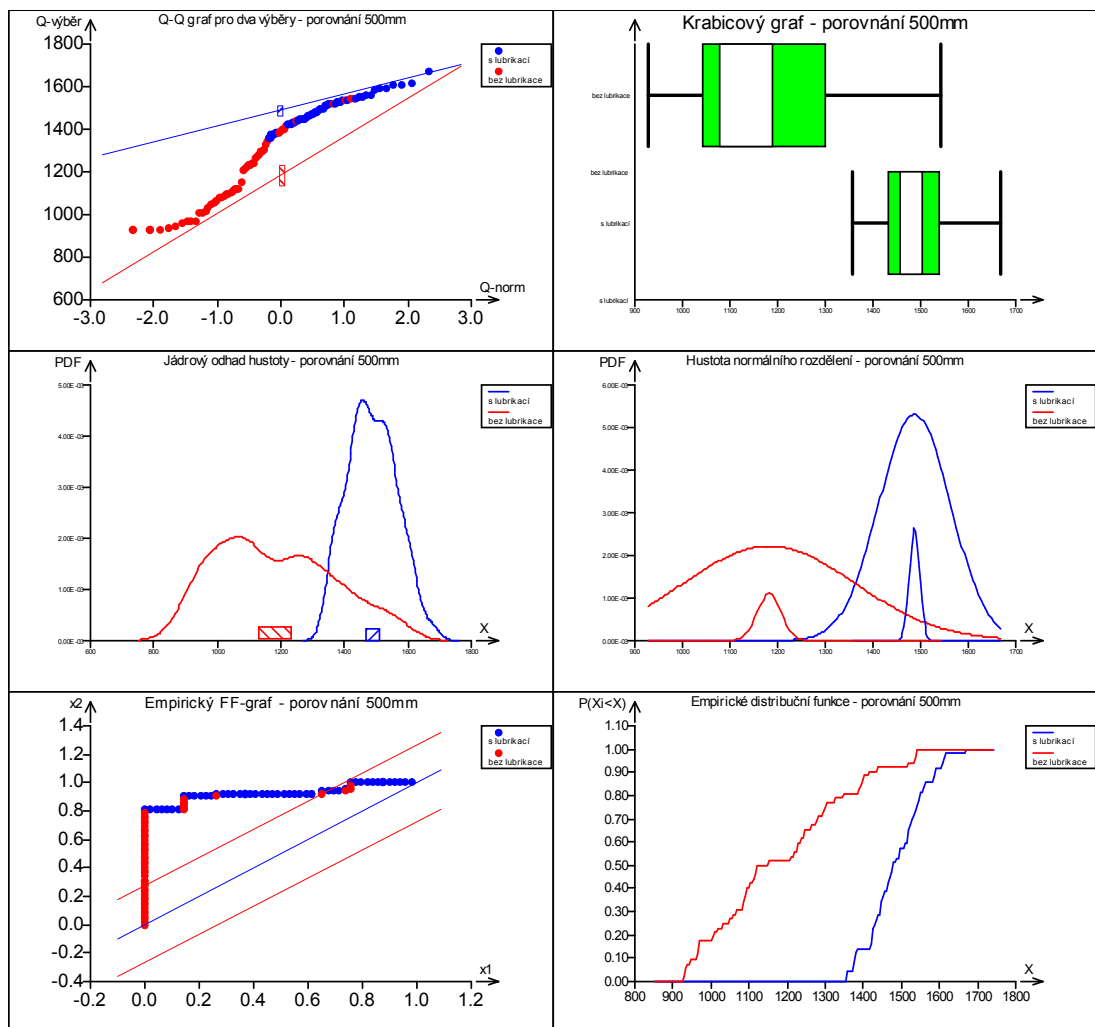 Q-výběr
Q-Q graf pro dva výběry - porovnání 500mm
1800
1600
1400
1200
1000
800
600
-3.0 -2.0 -1.0 0.0 1.0 2.0 3.0
Q-norm
s lubrikací
bez lubrikace
Krabicový graf - porovnání 500mm
bez lubrikace
bez lubrikace
s lubrikací
s lubrikací
900 1000 1100 1200 1300 1400 1500 1600 1700
PDF
Jádrový odhad hustoty - porovnání 500mm
5.00E-03
4.00E-03
3.00E-03
2.00E-03
1.00E-03
0.00E-03
600 800 1000 1200 1400 1600 1800
X
s lubrikací
bez lubrikace
PDF
Hustota normálního rozdělení - porovnání 500mm
6.00E-03
5.00E-03
4.00E-03
3.00E-03
2.00E-03
1.00E-03
0.00E-03
900 1000 1100 1200 1300 1400 1500 1600 1700
X
s lubrikací
bez lubrikace
x2
Empirický FF-graf - porovnání 500mm
1.4
1.2
1.0
0.8
0.6
0.4
0.2
0.0
-0.2
-0.4
-0.2 0.0 0.2 0.4 0.6 0.8 1.0 1.2
x1
s lubrikací
bez lubrikace
P(Xi<X)
Empirické distribuční funkce - porovnání 500mm
1.10
1.00
0.90
0.80
0.70
0.60
0.50
0.40
0.30
0.20
0.10
0.00
800 900 1000 1100 1200 1300 1400 1500 1600 1700 1800
X
s lubrikací
bez lubrikace